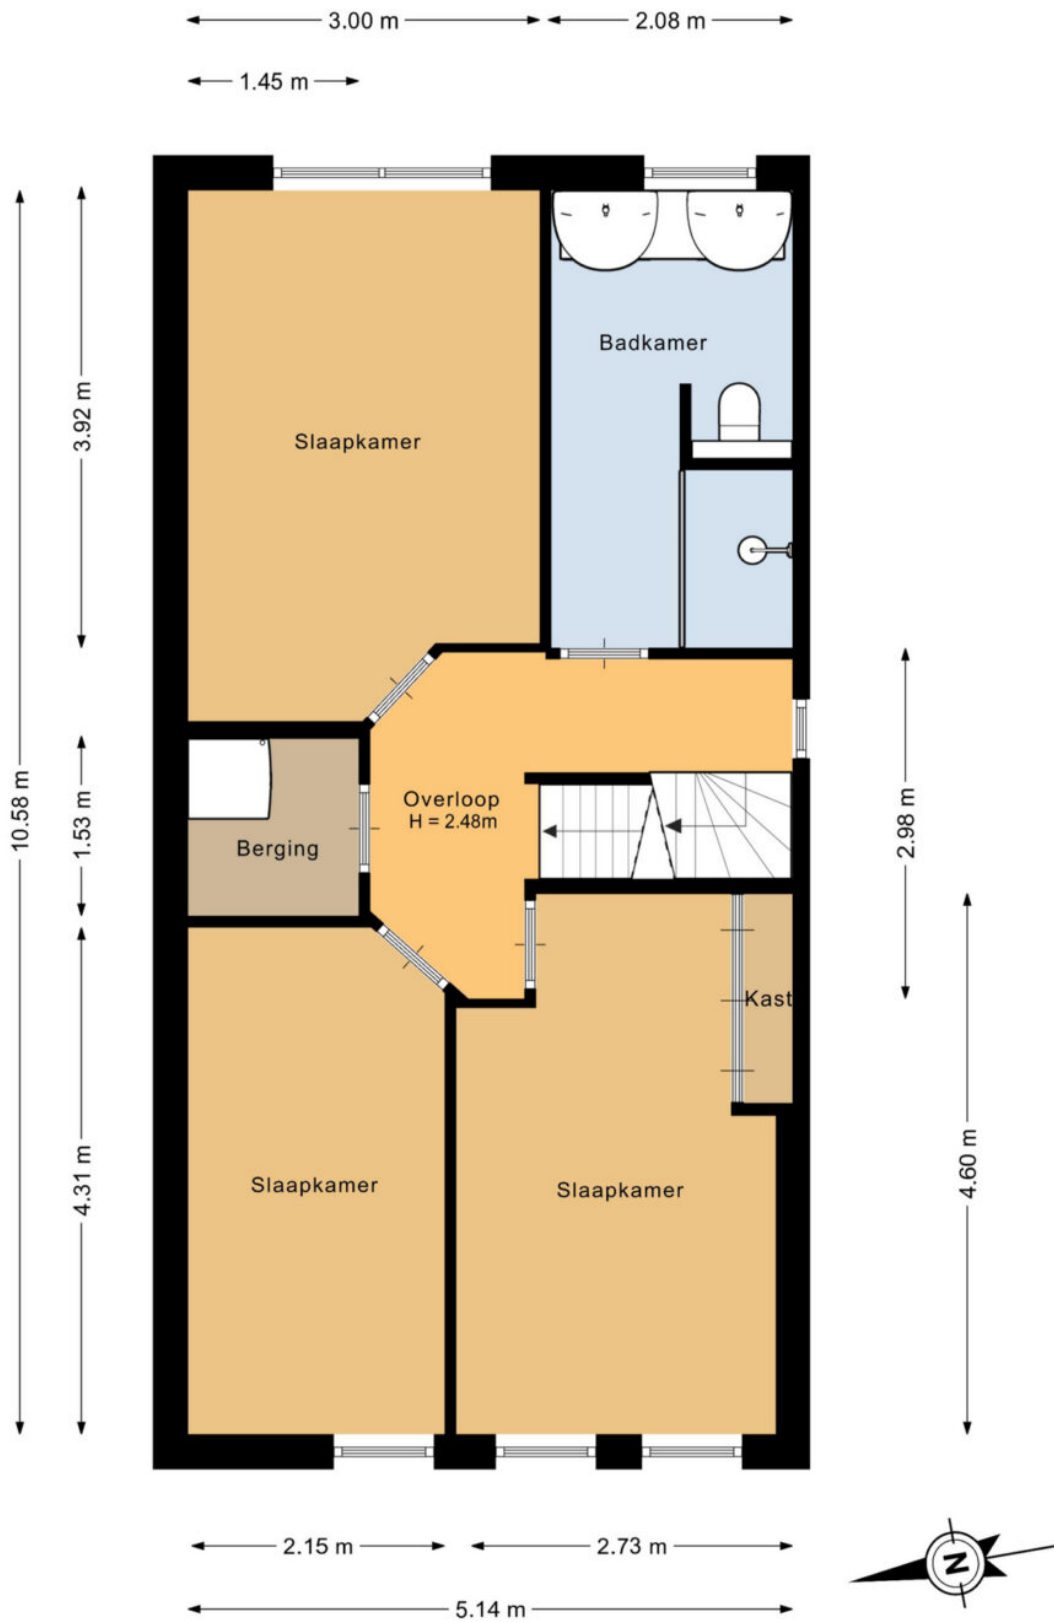 3.00 m
2.08 m
1.45 m
Badkamer
3.92 m
Slaapkamer
10.58 m
1.53 m
Overloop
H = 2.48m
2.98 m
Berging
Kast
4.31 m
4.60 m
Slaapkamer
Slaapkamer
2.15 m
2.73 m
N
5.14 m